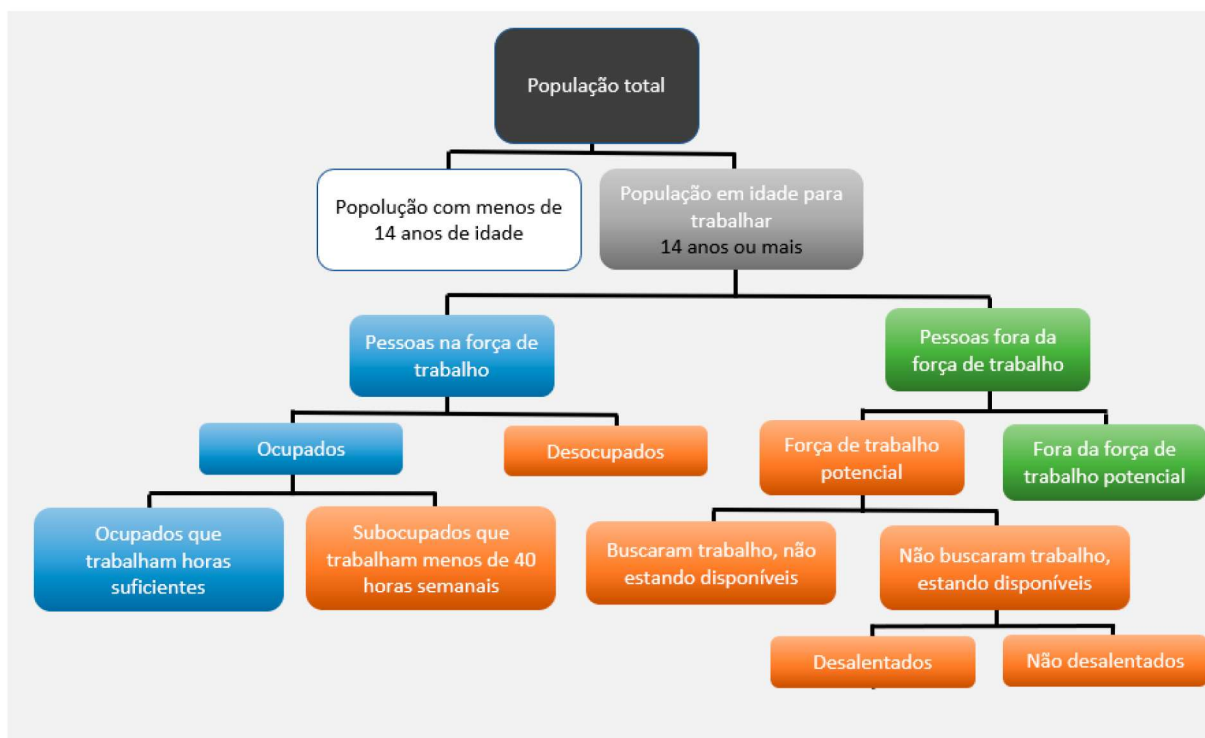 População total
Popolução com menos de
14 anos de idade
População em idade para
trabalhar
14 anos ou mais
Pessoas na força de
trabalho
Pessoas fora da
força de trabalho
Ocupados
Desocupados
Força de trabalho
potencial
Fora da força de
trabalho potencial
Ocupados que
trabalham horas
suficientes
Subocupados que
trabalham menos de 40
horas semanais
Buscaram trabalho, não
estando disponíveis
Não buscaram trabalho,
estando disponíveis
Desalentados
Não desalentados